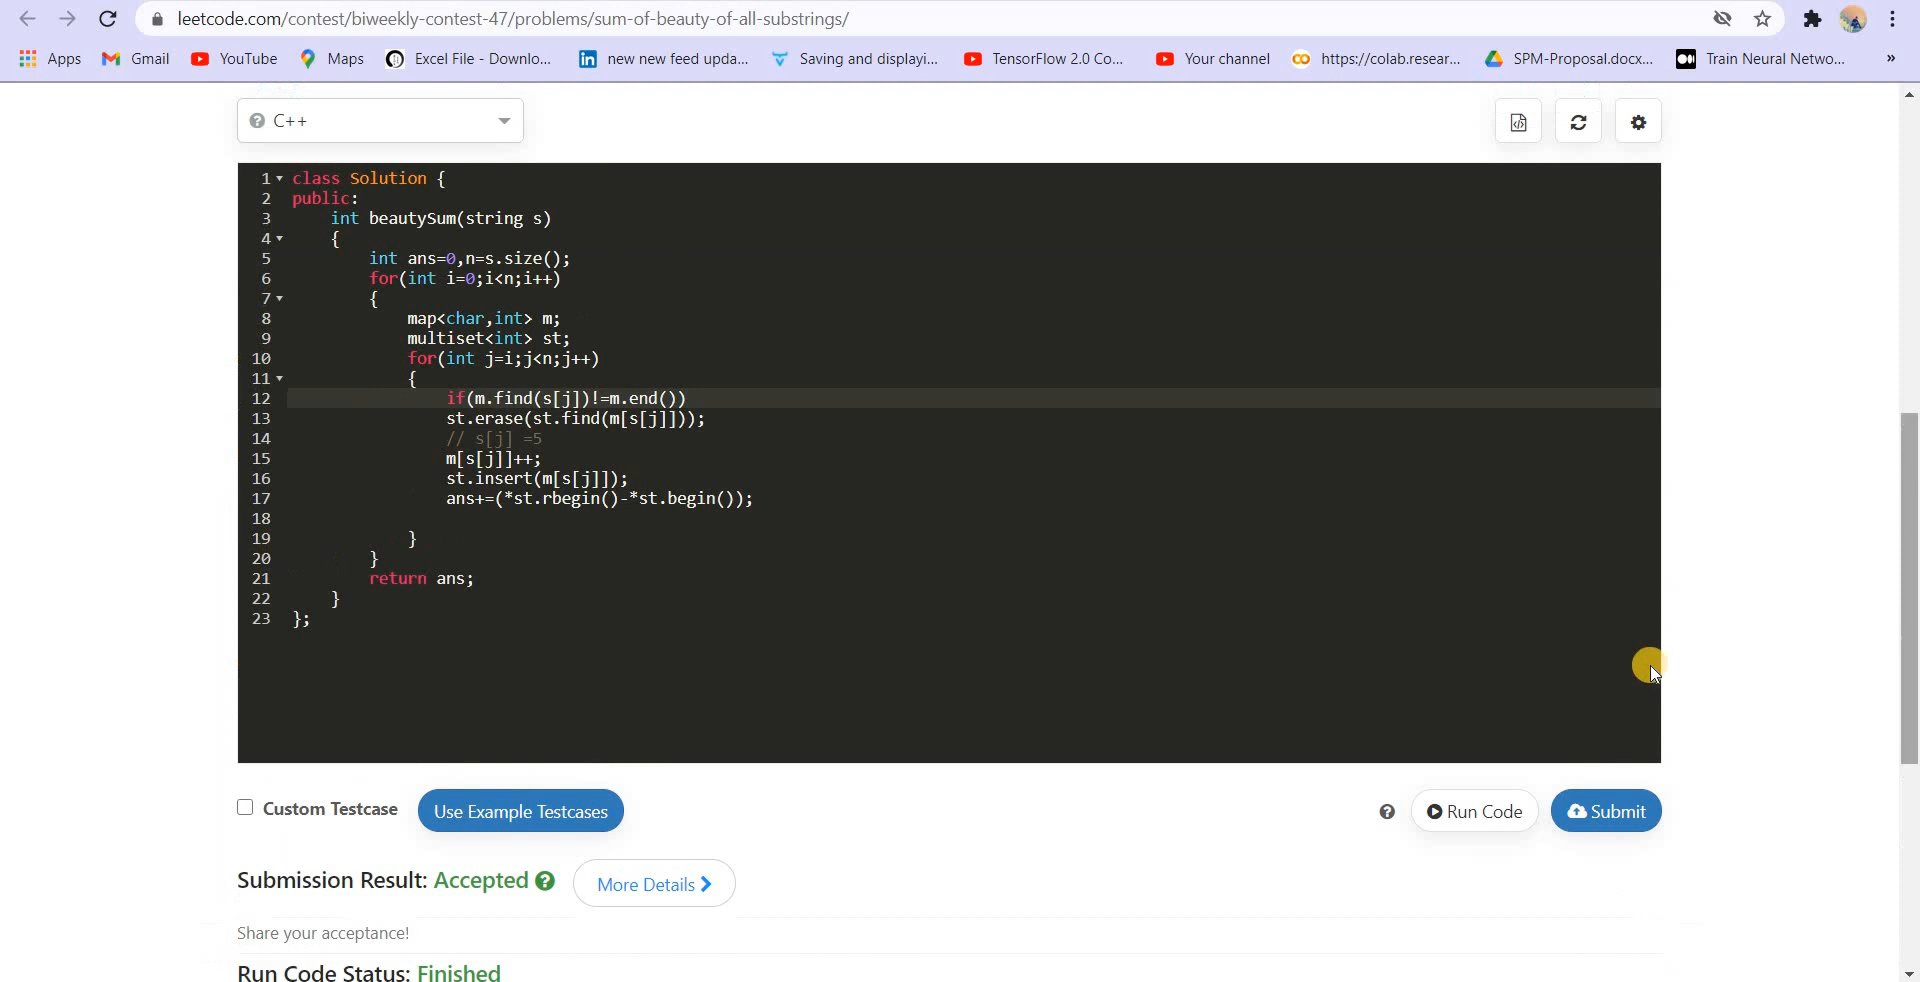 leetcode.com/contest/biweekly-contest-47/problems/sum-of-beauty-of-all-substrings/
Apps Gmail YouTube Maps Excel File - Downlo... new new feed upda... Saving and displayi... TensorFlow 2.0 Co... Your channel https://colab.resear... SPM-Proposal.docx... Train Neural Netwo... »
C++
1 class Solution {
2 public:
3 int beautySum(string s)
4 {
5 int ans=0,n=s.size();
6 for(int i=0;i<n;i++)
7 {
8 map<char,int> m;
9 multiset<int> st;
10 for(int j=i;j<n;j++)
11 {
12 if(m.find(s[j])!=m.end())
13 st.erase(st.find(m[s[j]]));
14 // s[j] =5
15 m[s[j]]++;
16 st.insert(m[s[j]]);
17 ans+=(*st.rbegin()-*st.begin());
18
19 }
20 }
21 return ans;
22 }
23 };
Custom Testcase Use Example Testcases Run Code Submit
Submission Result: Accepted More Details
Share your acceptance!
Run Code Status: Finished